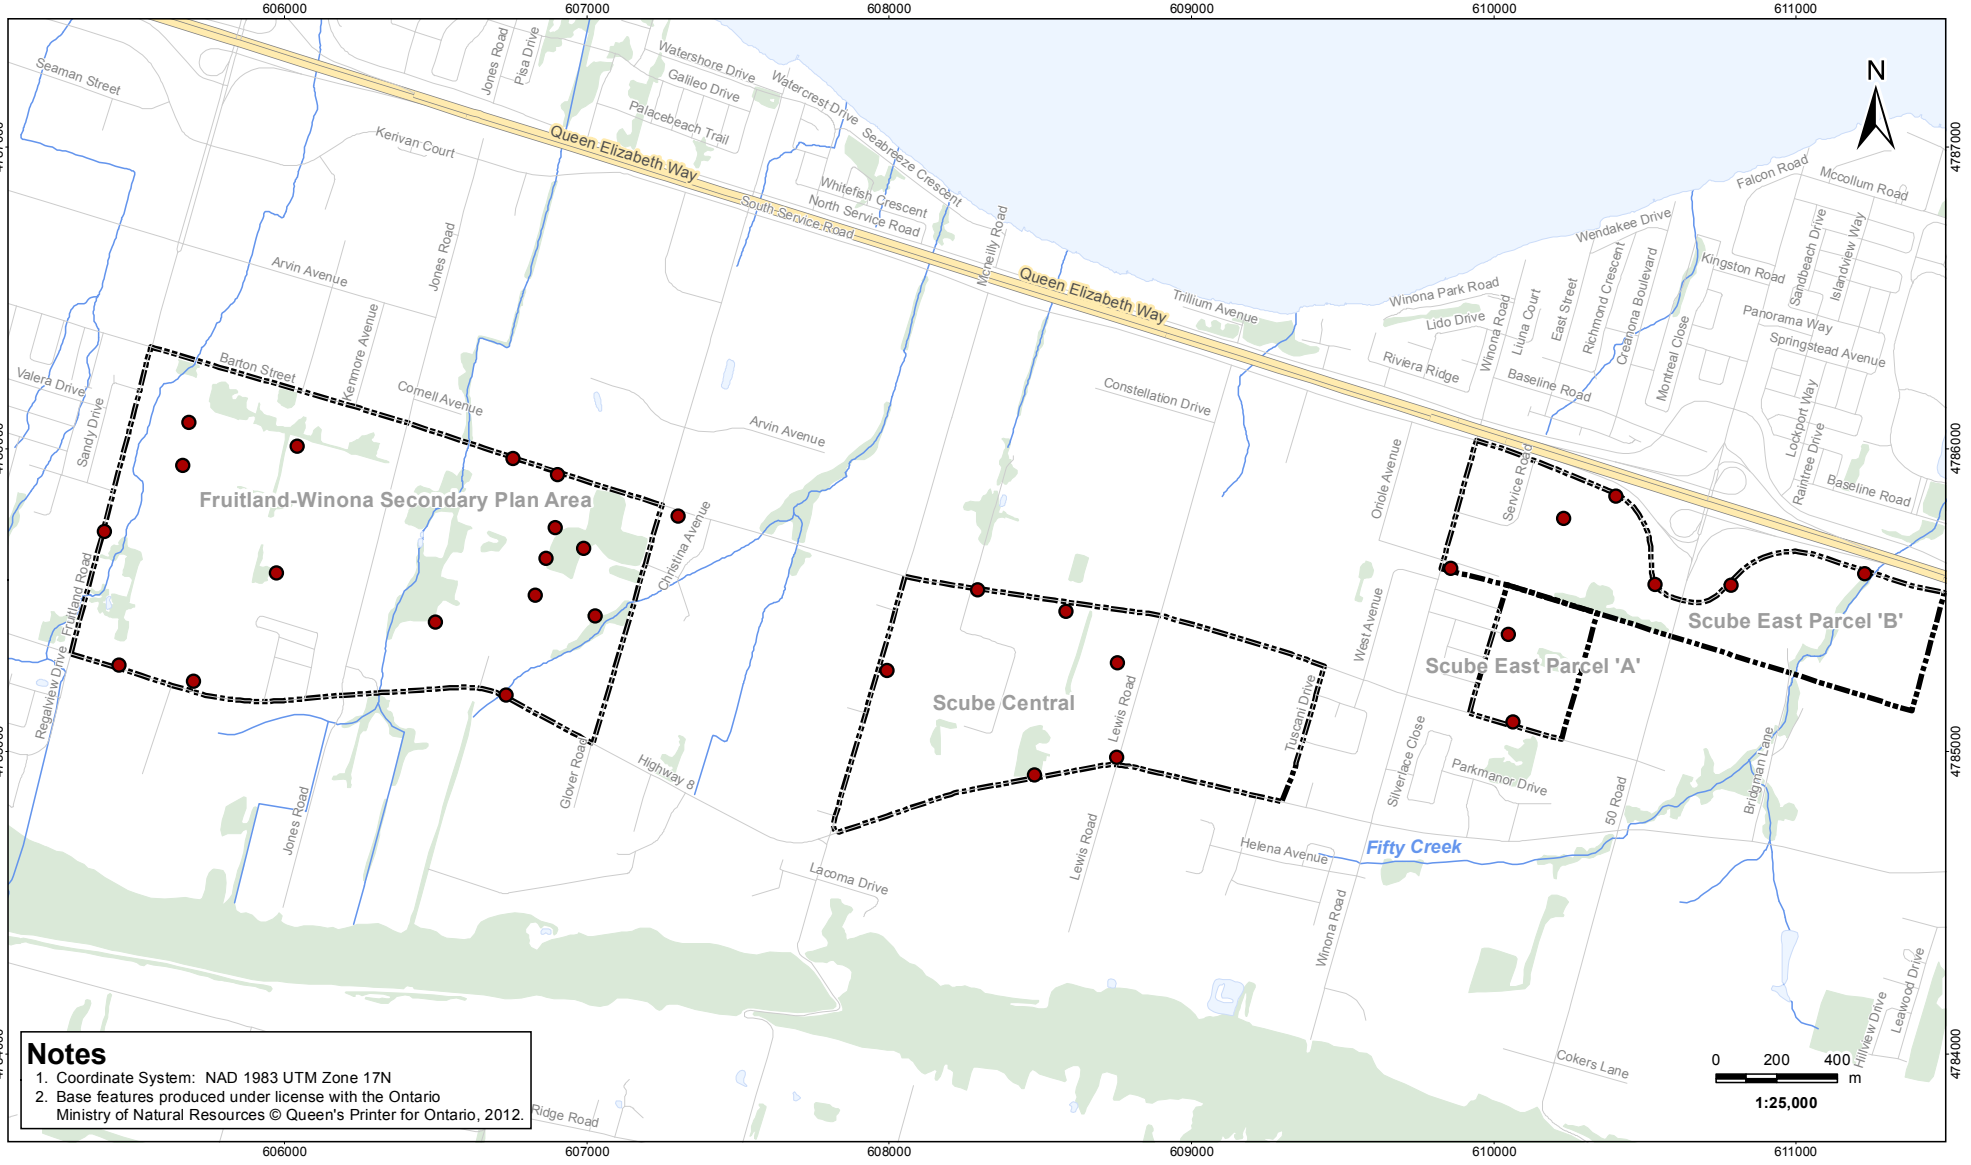 606000
607000
608000
609000
610000
611000
Seaman Street
Jones Road
Pisa Drive
Watershore Drive
Galileo Drive
Palacebeach Trail
Watercrest Drive
Seabreeze Crescent
Kerivan Court
Queen Elizabeth Way
Whitefish Crescent
North Service Road
South Service Road
Mcneilly Road
N
4787000
Falcon Road
Mccollum Road
Wendakee Drive
Sandbeach Drive
Islandview Way
Kingston Road
Arvin Avenue
Jones Road
Queen Elizabeth Way
Trillium Avenue
Winona Park Road
Lido Drive
Winona Road
Liuna Court
East Street
Richmond Crescent
Creanona Boulevard
Montreal Close
Panorama Way
Springstead Avenue
Riviera Ridge
Baseline Road
Barton Street
Kenmore Avenue
Cornell Avenue
Valera Drive
Sandy Drive
Constellation Drive
Arvin Avenue
Lockport Way
Raintree Drive
Baseline Road
4786000
Oriole Avenue
Service Road
Fruitland-Winona Secondary Plan Area
Christina Avenue
Fruitland Road
Regalview Drive
West Avenue
Scube East Parcel 'B'
Scube East Parcel 'A'
Scube Central
Lewis Road
Tuscani Drive
Silverlace Close
Parkmanor Drive
50 Road
Bridgman Lane
4785000
Glover Road
Highway 8
Jones Road
Lewis Road
Helena Avenue
Fifty Creek
Lacoma Drive
Winona Road
Hillview Drive
Leawood Drive
Cokers Lane
4784000
Ridge Road
Notes
1. Coordinate System: NAD 1983 UTM Zone 17N
2. Base features produced under license with the Ontario
Ministry of Natural Resources © Queen's Printer for Ontario, 2012.
0 200 400
m
1:25,000
606000
607000
608000
609000
610000
611000